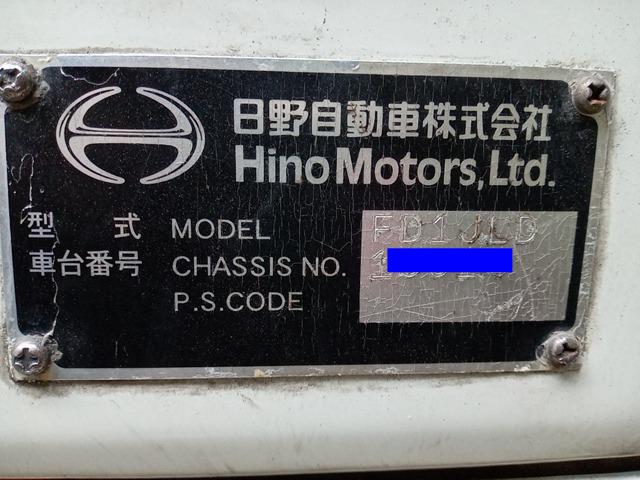 日野自動車株式会社
Hino Motors, Ltd.
型 式 MODEL FD1JLD
車台番号 CHASSIS NO.
P.S.CODE